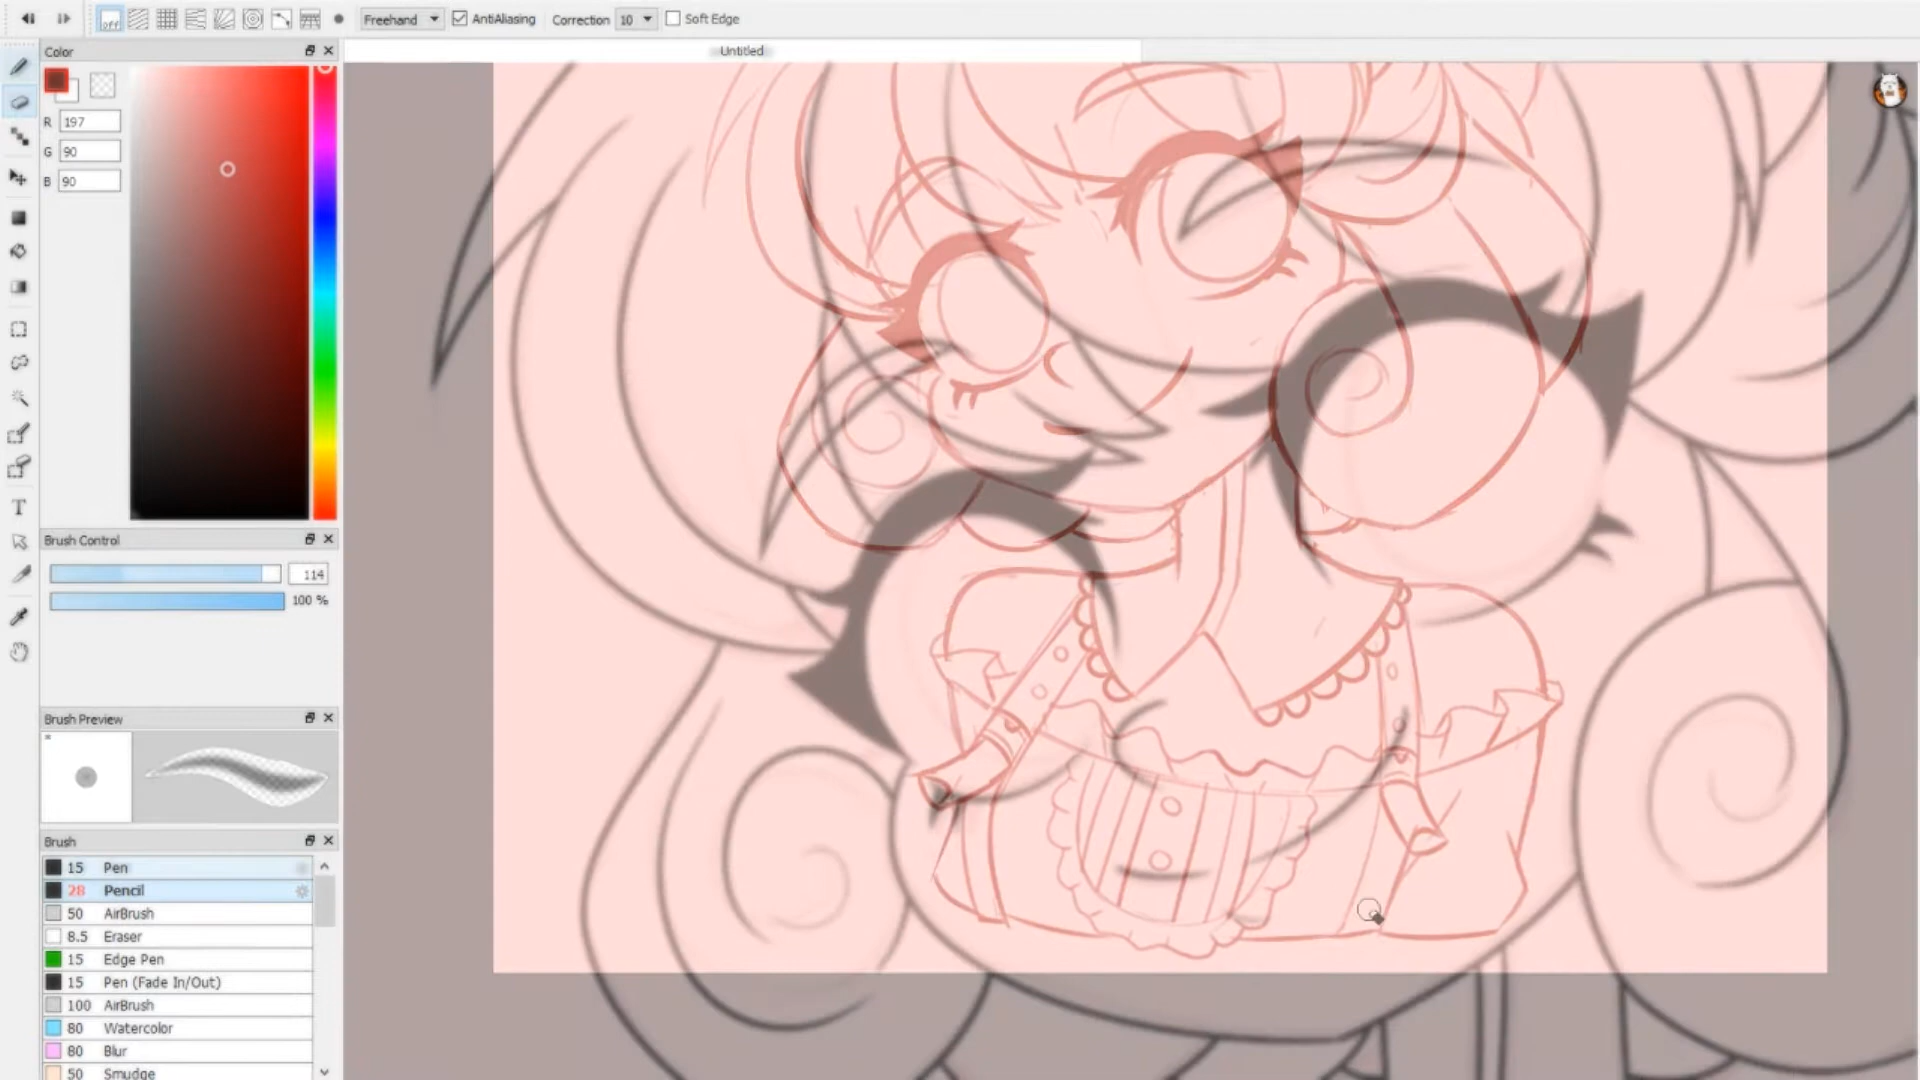 off Freehand AntiAliasing Correction 10 Soft Edge
Untitled
Color
R 197
G 90
B 90
Brush Control
114
100 %
Brush Preview
Brush
15 Pen
28 Pencil
50 AirBrush
8.5 Eraser
15 Edge Pen
15 Pen (Fade In/Out)
100 AirBrush
80 Watercolor
80 Blur
50 Smudge
T